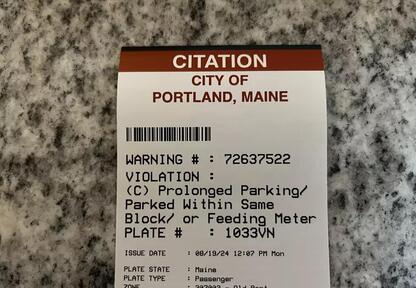 CITATION
CITY OF
PORTLAND, MAINE
WARNING # : 72637522
VIOLATION :
(C) Prolonged Parking/
Parked Within Same
Block/ or Feeding Meter
PLATE # : 1033VN
ISSUE DATE : 08/19/24 12:07 PM Mon
PLATE STATE : Maine
PLATE TYPE : Passenger
ZONE :